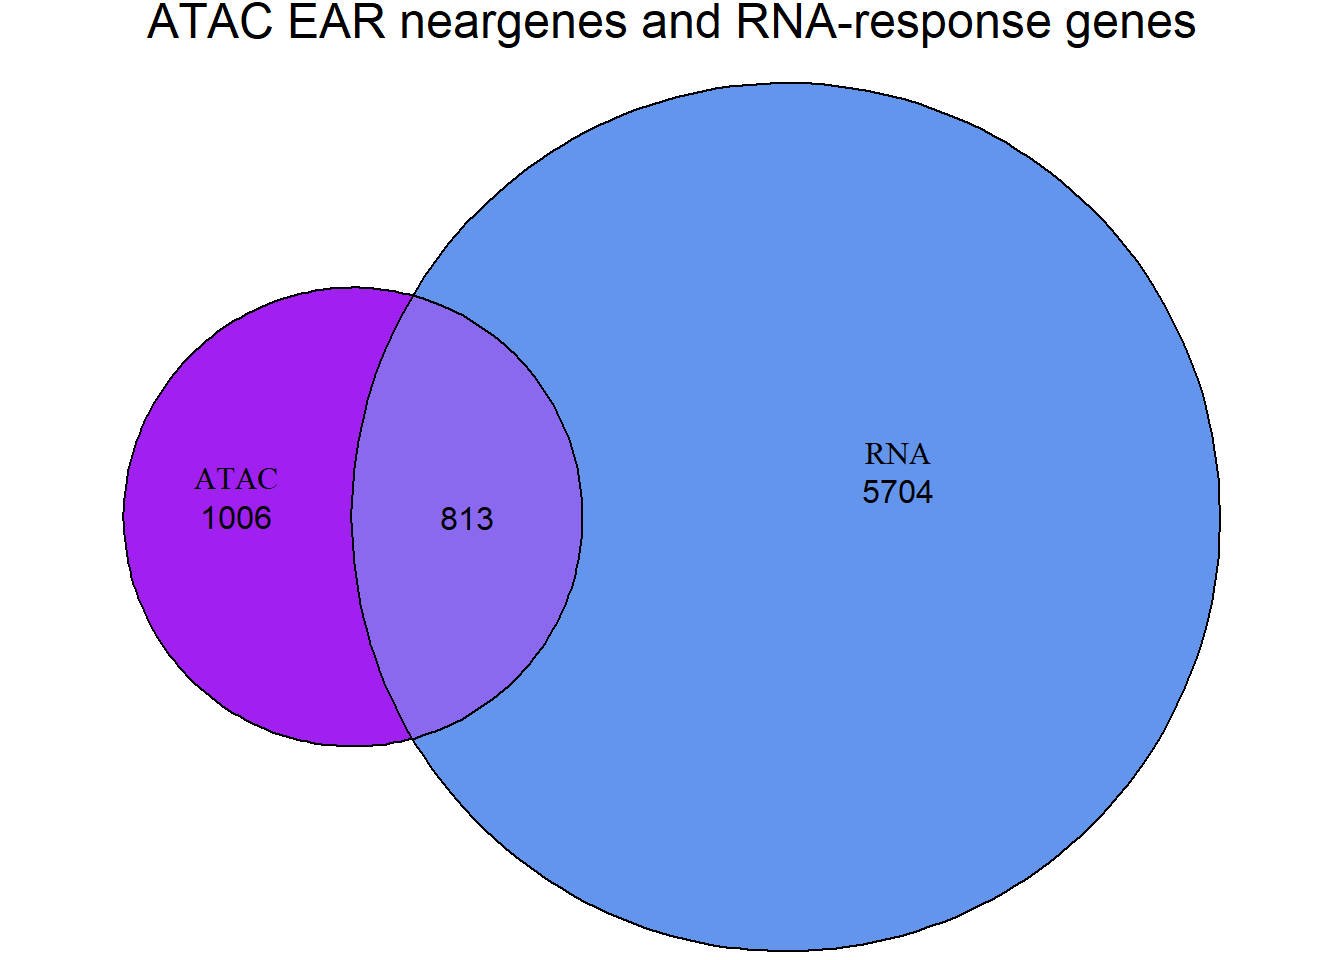 ATAC EAR neargenes and RNA-response genes
RNA
5704
ATAC
1006
813